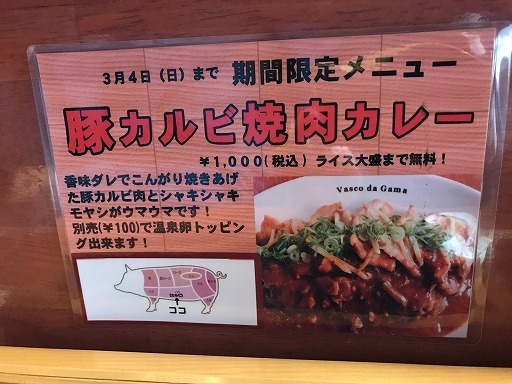 3月4日(日)まで 期間限定メニュー
豚カルビ焼肉カレー
¥1,000(税込) ライス大盛まで無料!
香味ダレでこんがり焼きあげ
た豚カルビ肉とシャキシャキ
モヤシがウマウマです!
別売(¥100)で温泉卵トッピン
グ出来ます!
Vasco da Gama
ココ